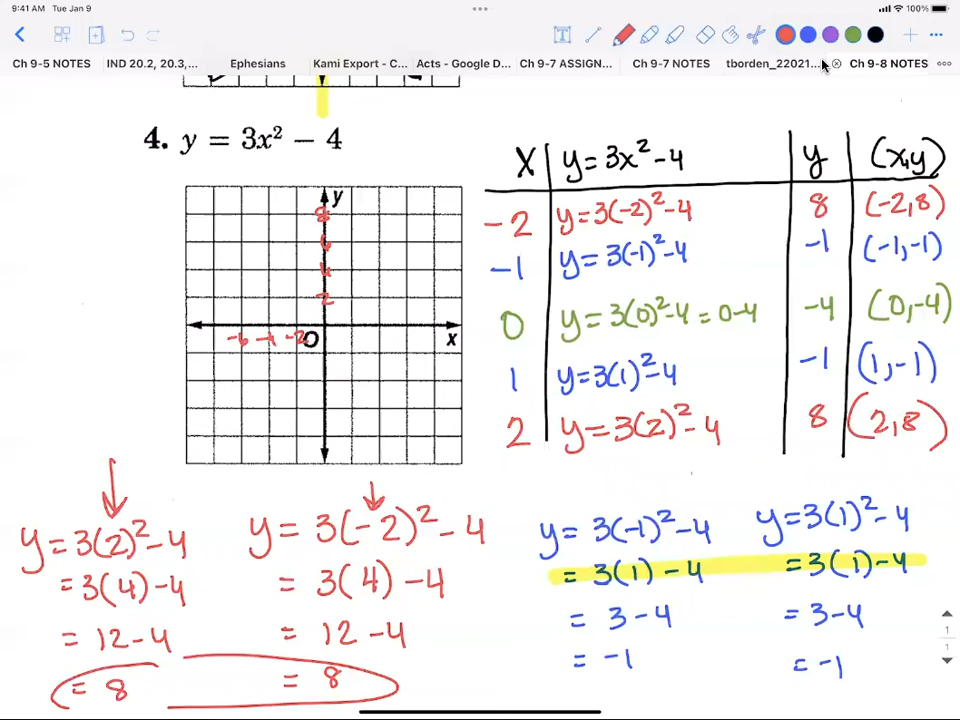 9:41 AM Tue Jan 9
100%
Ch 9-5 NOTES
IND 20.2, 20.3,...
Ephesians
Kami Export - C...
Acts - Google D...
Ch 9-7 ASSIGN...
Ch 9-7 NOTES
tborden_22021...
Ch 9-8 NOTES
4. y = 3x² − 4
y
8
6
4
2
-6 -4 -2 O
x
X y = 3x² - 4 y (x,y)
-2 y = 3(-2)² - 4 8 (-2,8)
-1 y = 3(-1)² - 4 -1 (-1,-1)
0 y = 3(0)² - 4 = 0 - 4 -4 (0,-4)
1 y = 3(1)² - 4 -1 (1,-1)
2 y = 3(2)² - 4 8 (2,8)
y = 3(2)² - 4
= 3(4) - 4
= 12 - 4
= 8
y = 3(-2)² - 4
= 3(4) - 4
= 12 - 4
= 8
y = 3(-1)² - 4
= 3(1) - 4
= 3 - 4
= -1
y = 3(1)² - 4
= 3(1) - 4
= 3 - 4
= -1
1
1